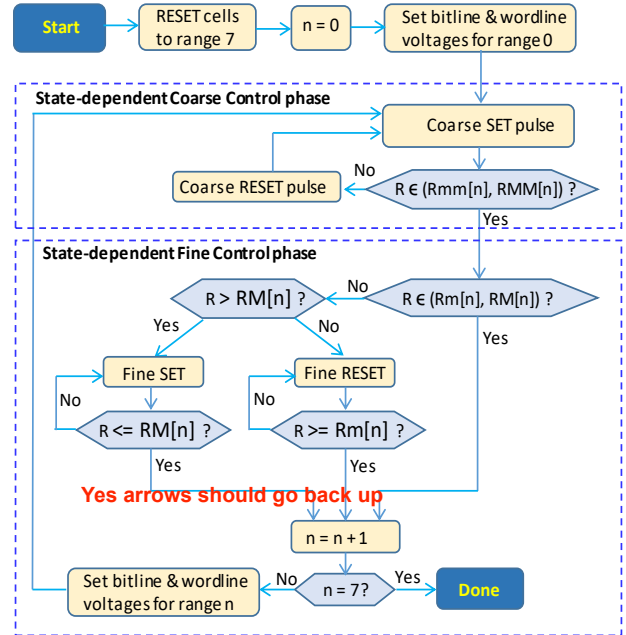 Start
RESET cells
to range 7
n = 0
Set bitline & wordline
voltages for range 0
State-dependent Coarse Control phase
Coarse SET pulse
No
Coarse RESET pulse
R ϵ (Rmm[n], RMM[n]) ?
Yes
State-dependent Fine Control phase
R > RM[n] ?
No
R ϵ (Rm[n], RM[n]) ?
Yes
No
Yes
Fine SET
Fine RESET
No
No
R <= RM[n] ?
R >= Rm[n] ?
Yes
Yes
Yes arrows should go back up
n = n + 1
Set bitline & wordline
voltages for range n
No
n = 7?
Yes
Done